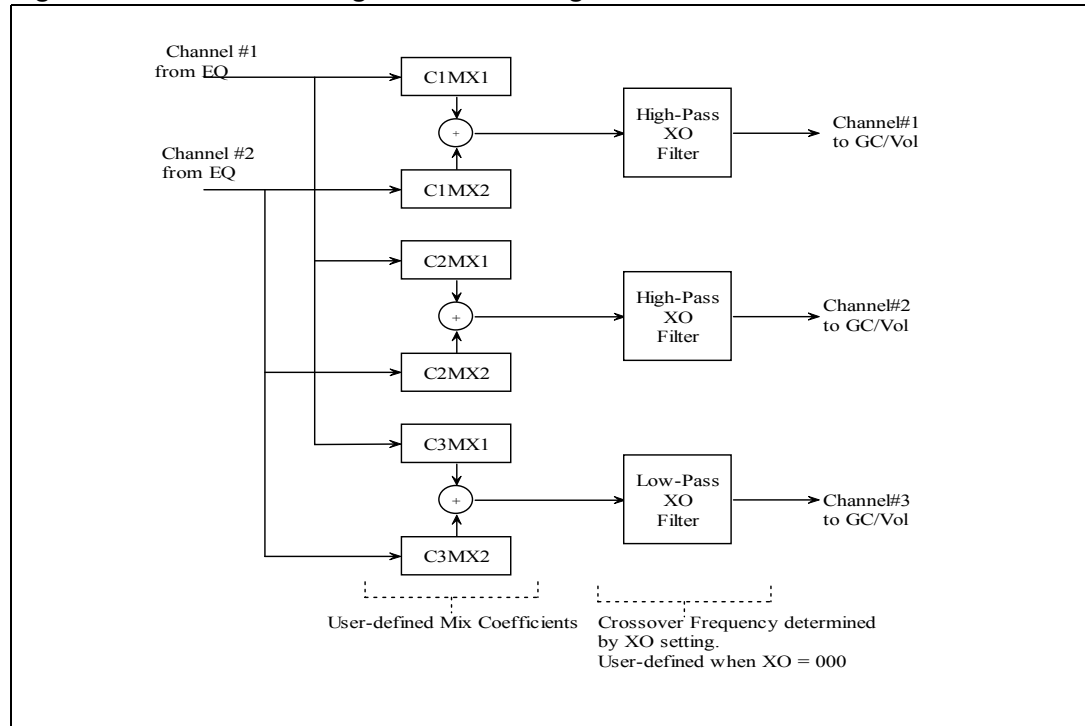 Channel #1
from EQ
C1MX1
+
High-Pass
XO
Filter
Channel#1
to GC/Vol
Channel #2
from EQ
C1MX2
C2MX1
+
High-Pass
XO
Filter
Channel#2
to GC/Vol
C2MX2
C3MX1
+
Low-Pass
XO
Filter
Channel#3
to GC/Vol
C3MX2
User-defined Mix Coefficients
Crossover Frequency determined
by XO setting.
User-defined when XO = 000